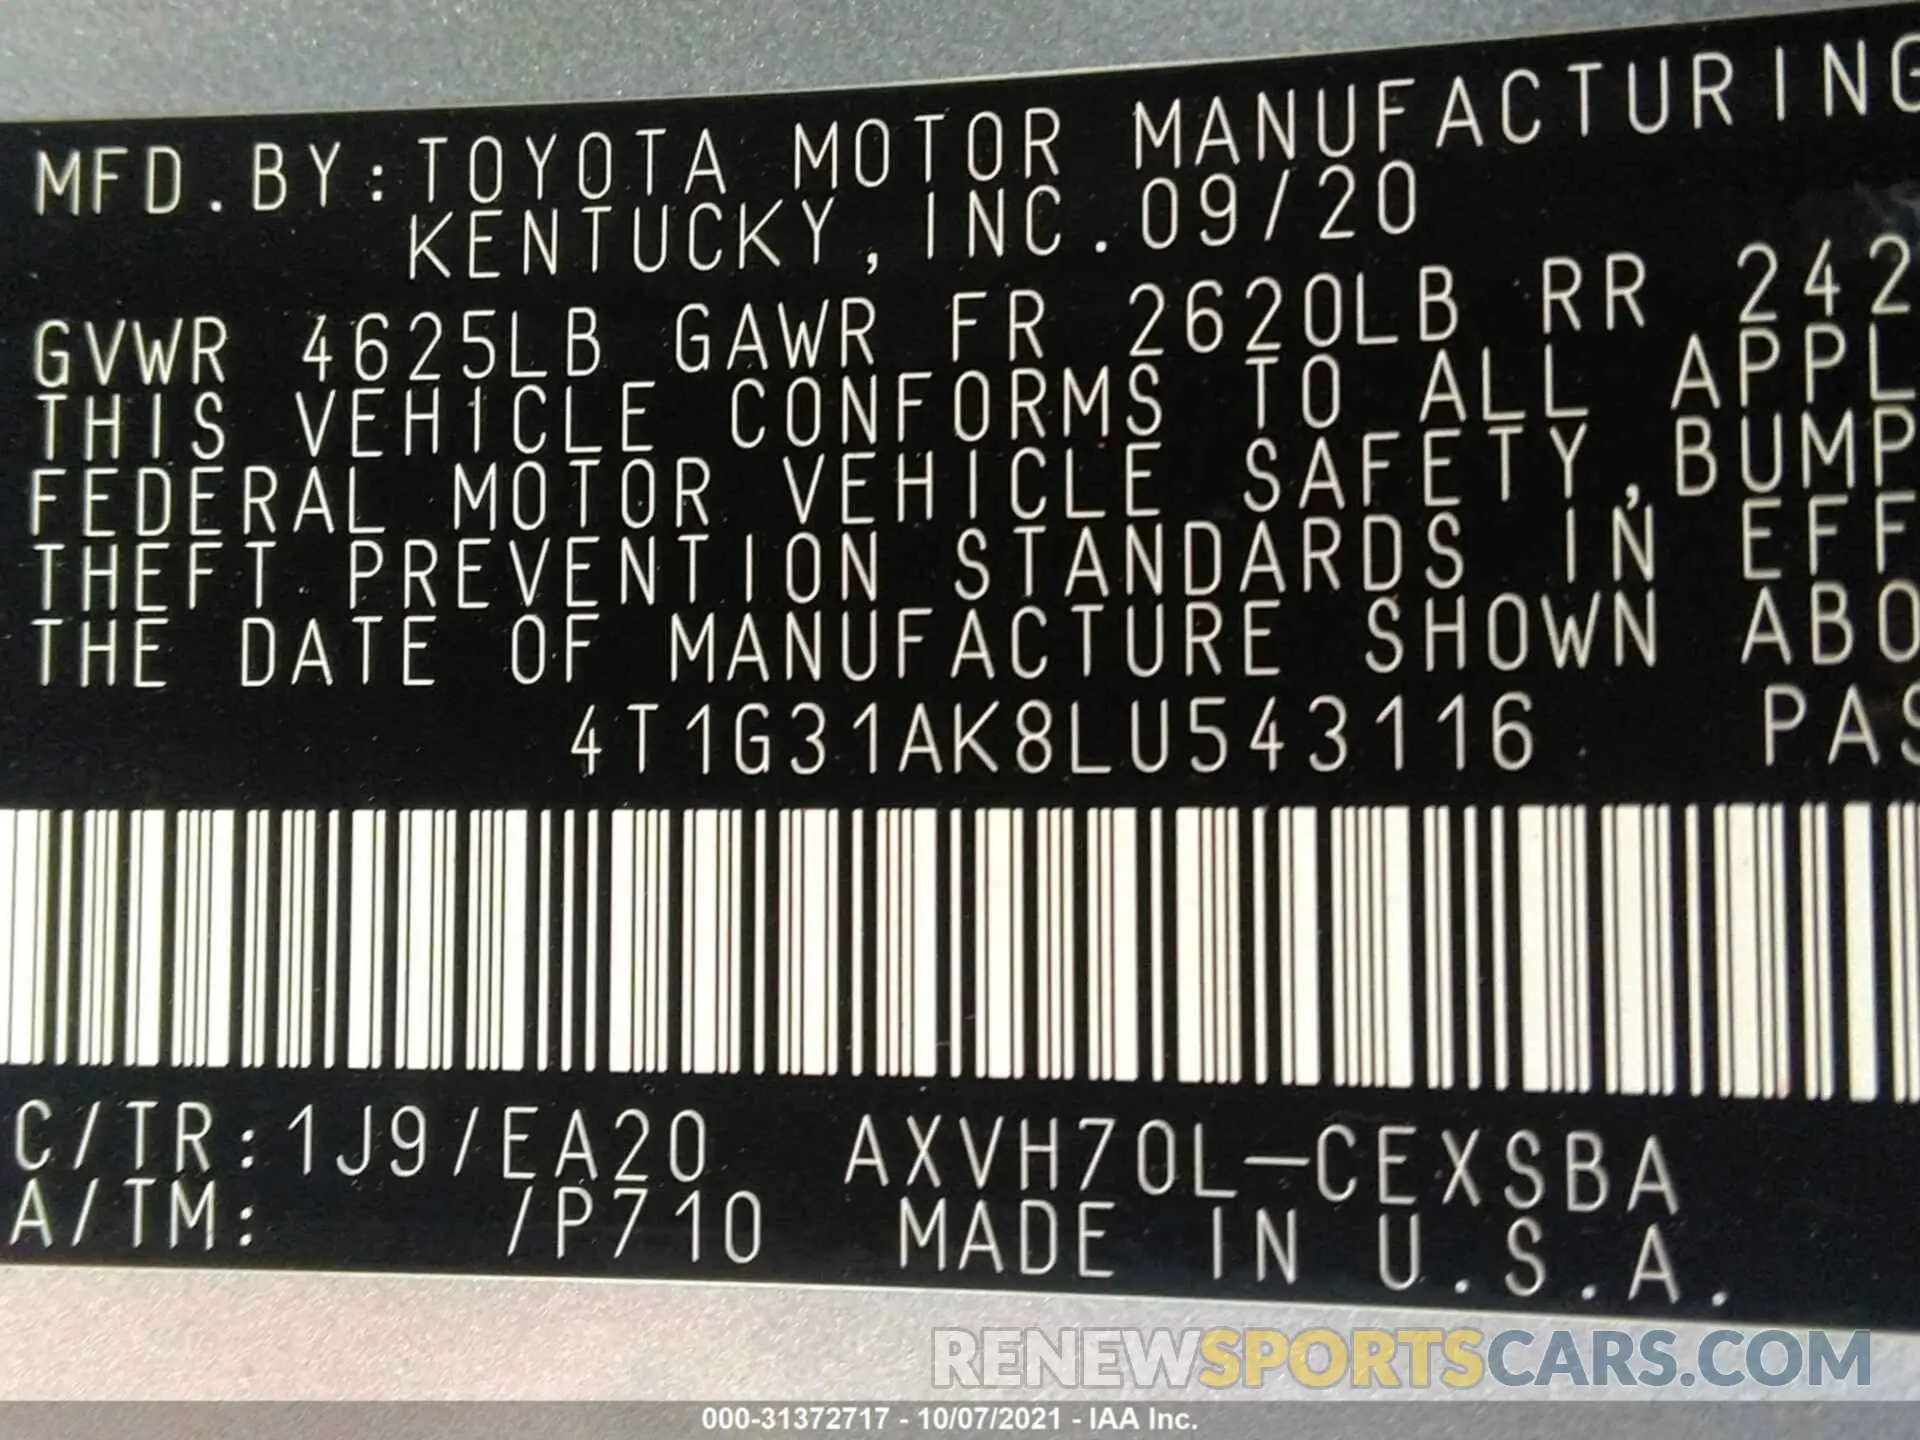 MFD.BY:TOYOTA MOTOR MANUFACTURING
KENTUCKY, INC.09/20
GVWR 4625LB GAWR FR 2620LB RR 242
THIS VEHICLE CONFORMS TO ALL APPL
FEDERAL MOTOR VEHICLE SAFETY, BUMP
THEFT PREVENTION STANDARDS IN EFF
THE DATE OF MANUFACTURE SHOWN ABO
4T1G31AK8LU543116 PAS
C/TR:1J9/EA20 AXVH70L-CEXSBA
A/TM: /P710 MADE IN U.S.A.
RENEWSPORTSCARS.COM
000-31372717 - 10/07/2021 - IAA Inc.